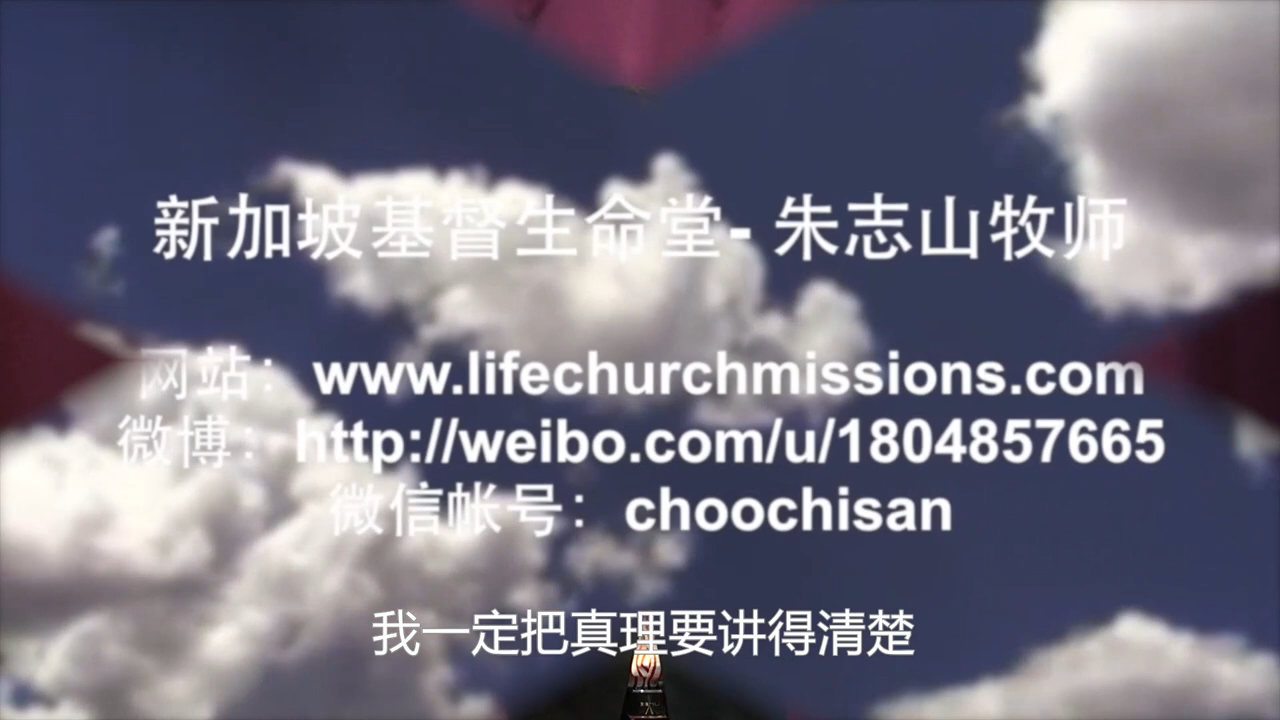 新加坡基督生命堂- 朱志山牧师
网站：www.lifechurchmissions.com
微博：http://weibo.com/u/1804857665
微信帐号：choochisan
我一定把真理要讲得清楚